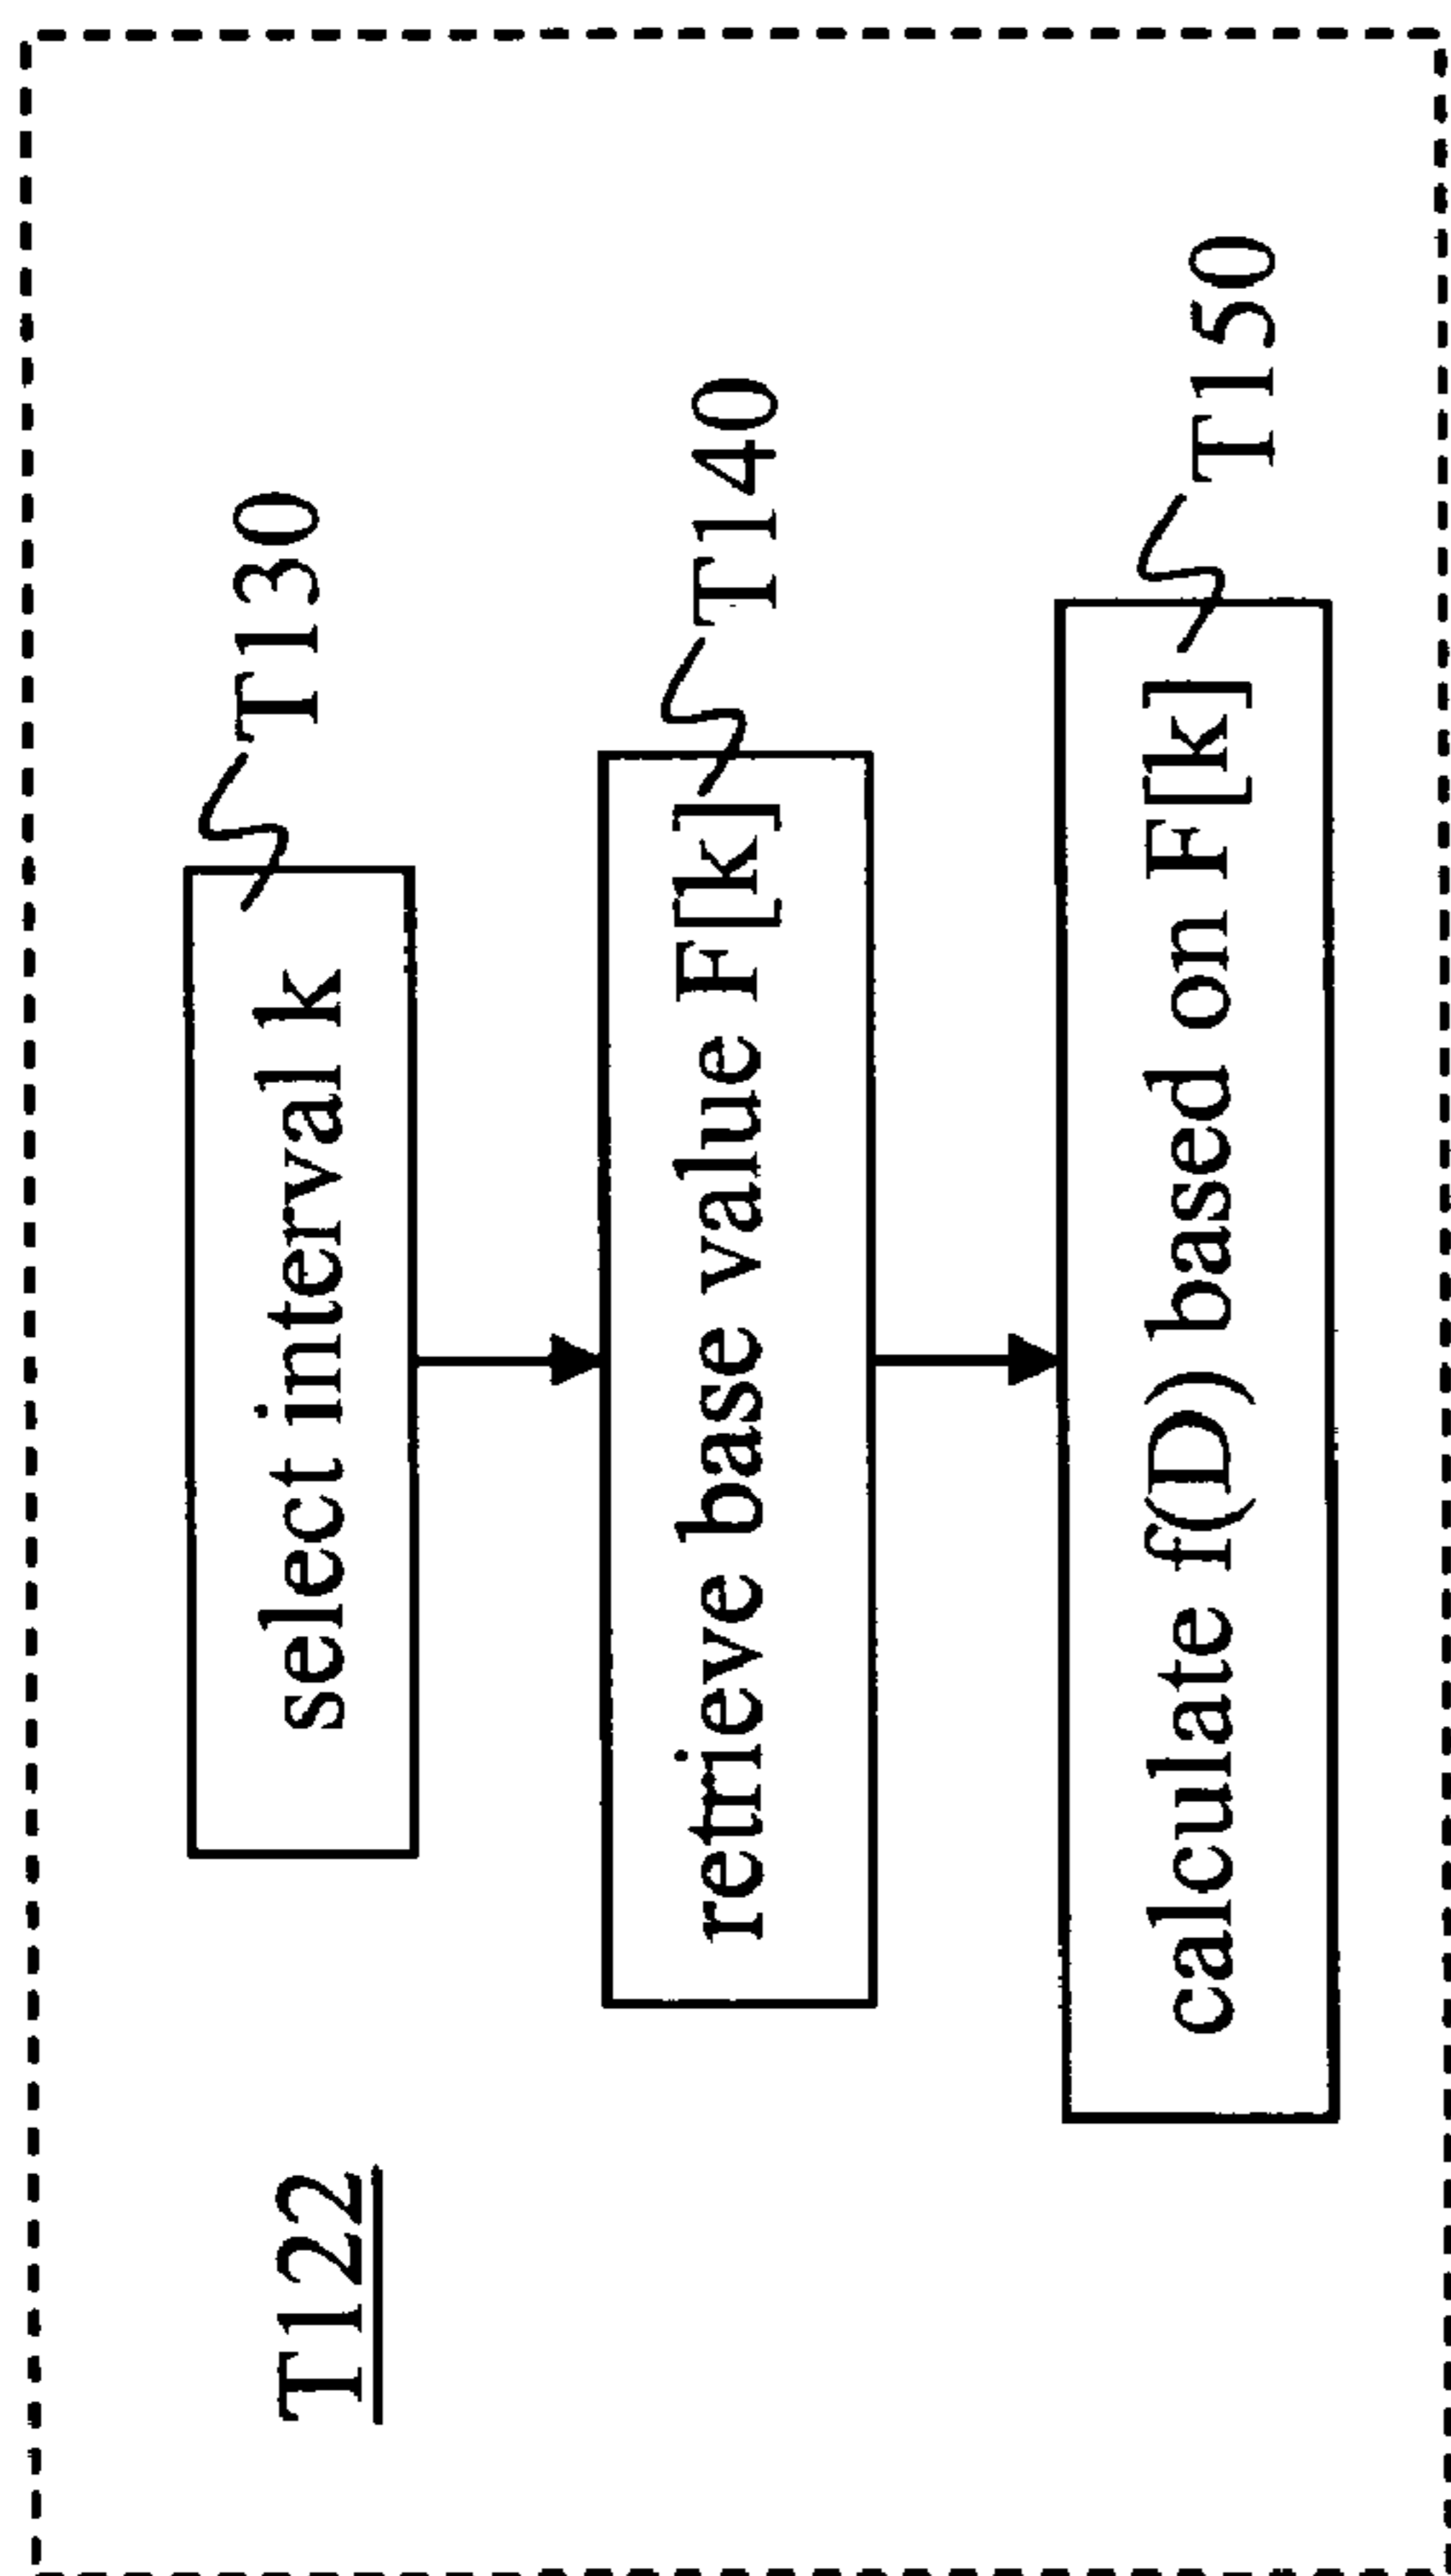 T122
select interval k
T130
retrieve base value F[k]
T140
calculate f(D) based on F[k]
T150